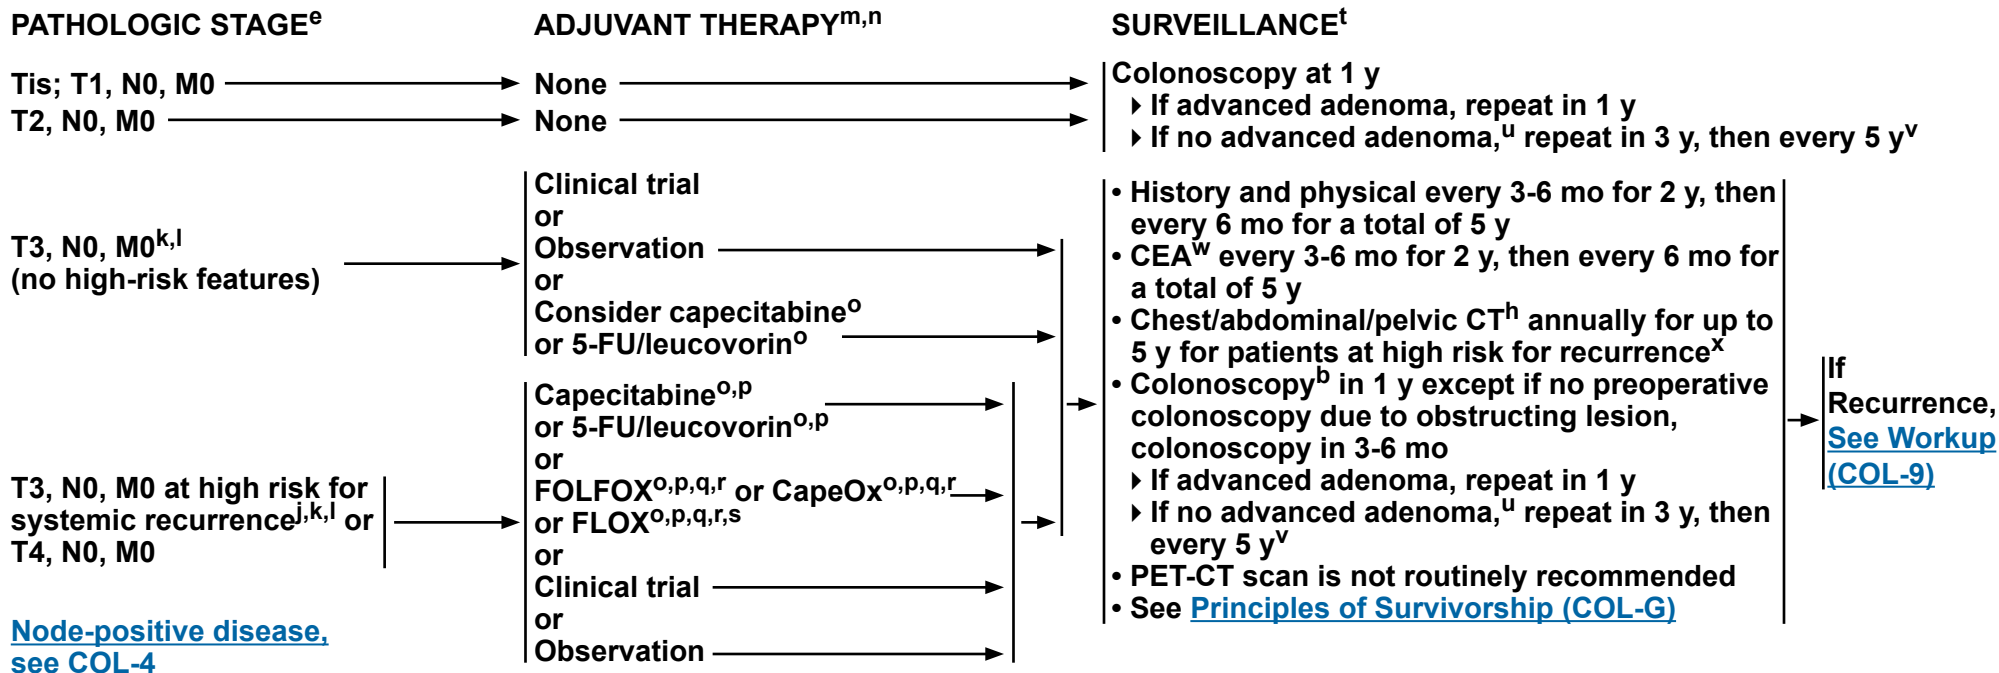 PATHOLOGIC STAGEe
ADJUVANT THERAPYm,n
SURVEILLANCEt
Tis; T1, N0, M0
None
T2, N0, M0
None
Colonoscopy at 1 y
If advanced adenoma, repeat in 1 y
If no advanced adenoma,u repeat in 3 y, then every 5 yv
T3, N0, M0k,l
(no high-risk features)
Clinical trial
or
Observation
or
Consider capecitabineo
or 5-FU/leucovorino
T3, N0, M0 at high risk for
systemic recurrencej,k,l or
T4, N0, M0
Capecitabineo,p
or 5-FU/leucovorino,p
or
FOLFOXo,p,q,r or CapeOxo,p,q,r
or FLOXo,p,q,r,s
or
Clinical trial
or
Observation
• History and physical every 3-6 mo for 2 y, then
every 6 mo for a total of 5 y
• CEAw every 3-6 mo for 2 y, then every 6 mo for
a total of 5 y
• Chest/abdominal/pelvic CTh annually for up to
5 y for patients at high risk for recurrencex
• Colonoscopyb in 1 y except if no preoperative
colonoscopy due to obstructing lesion,
colonoscopy in 3-6 mo
If advanced adenoma, repeat in 1 y
If no advanced adenoma,u repeat in 3 y, then
every 5 yv
• PET-CT scan is not routinely recommended
• See Principles of Survivorship (COL-G)
If
Recurrence,
See Workup
(COL-9)
Node-positive disease,
see COL-4